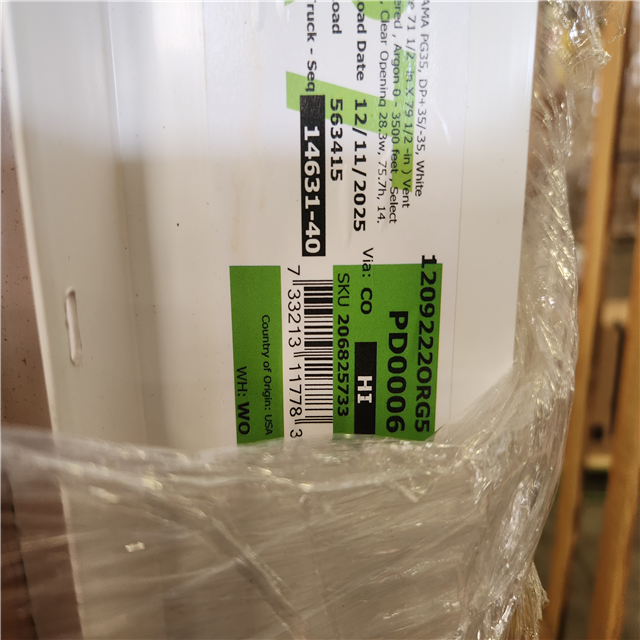 AMA PG35, DP+35/-35, White
71 1/2 -in X 79 1/2 -in ) Vent
ered , Argon 0 - 3500 feet , Select
, Clear Opening 28.3w, 75.7h, 14.
oad Date 12/11/2025
oad 563415
ruck - Seq 14631-40
1209222ORG5
PD0006
Via: CO HI
SKU 206825733
7 33213 11778 3
Country of Origin: USA
WH: WO